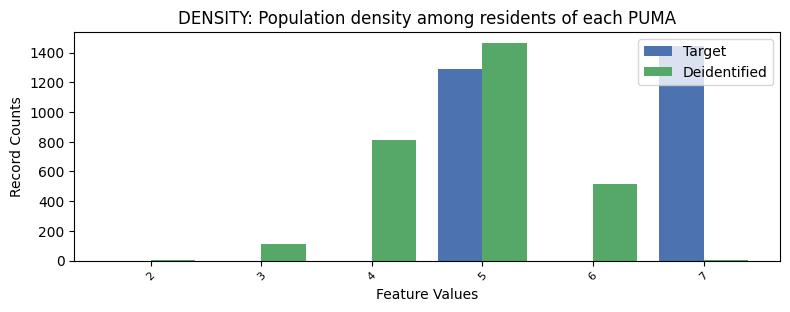 DENSITY: Population density among residents of each PUMA
Target
Deidentified
Record Counts
1400
1200
1000
800
600
400
200
0
2 3 4 5 6 7
Feature Values